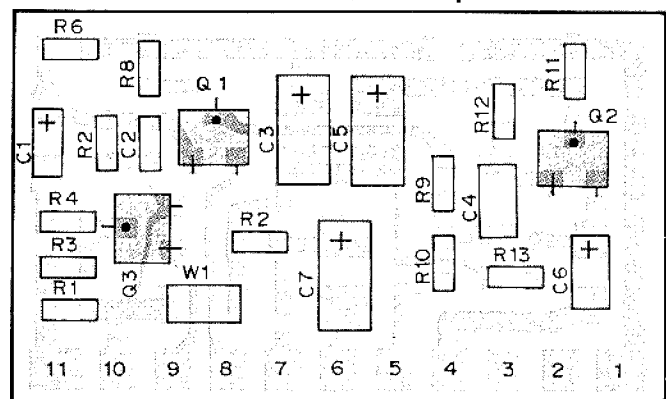 R6
R8
Q1
R11
C1
+
R2
C2
C3
+
C5
+
R12
Q2
R9
C4
R4
R2
R3
Q3
W1
C7
+
R10
R13
C6
+
R1
11 10 9 8 7 6 5 4 3 2 1